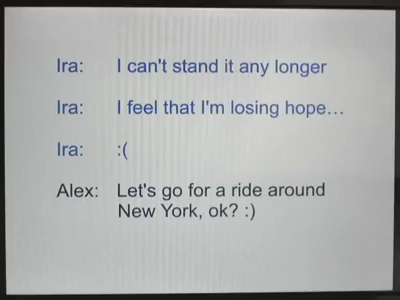 Ira: I can't stand it any longer
Ira: I feel that I'm losing hope...
Ira: :(
Alex: Let's go for a ride around
New York, ok? :)